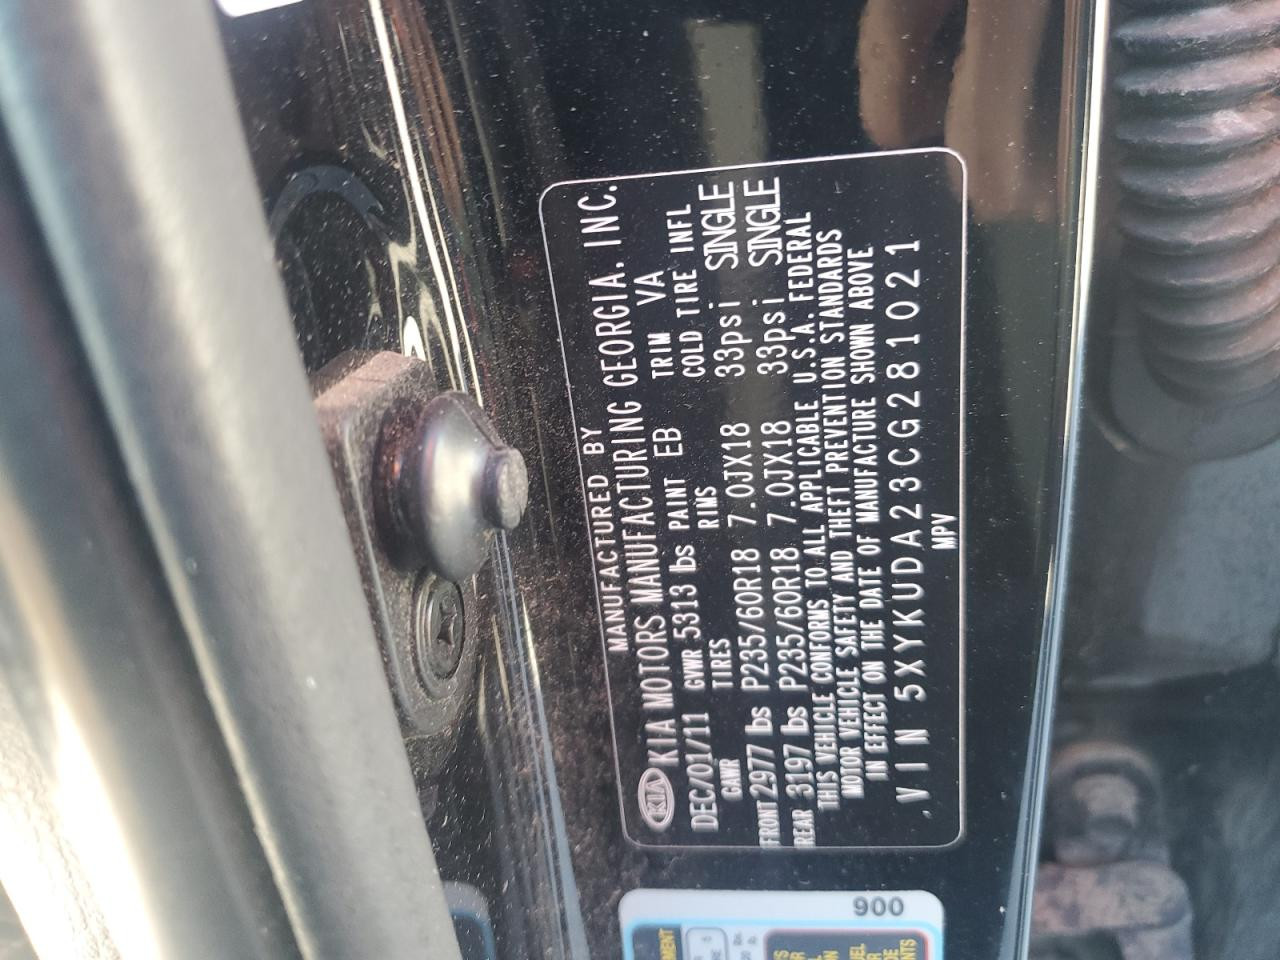 MANUFACTURED BY
KIA KIA MOTORS MANUFACTURING GEORGIA. INC.
DEC/01/11 GVWR 5313 lbs PAINT EB TRIM VA
GAWR TIRES RIMS COLD TIRE INFL
FRONT 2977 lbs P235/60R18 7.0JX18 33psi SINGLE
REAR 3197 lbs P235/60R18 7.0JX18 33psi SINGLE
THIS VEHICLE CONFORMS TO ALL APPLICABLE U.S.A. FEDERAL
MOTOR VEHICLE SAFETY AND THEFT PREVENTION STANDARDS
IN EFFECT ON THE DATE OF MANUFACTURE SHOWN ABOVE
VIN 5XYKUDA23CG281021
MPV
900